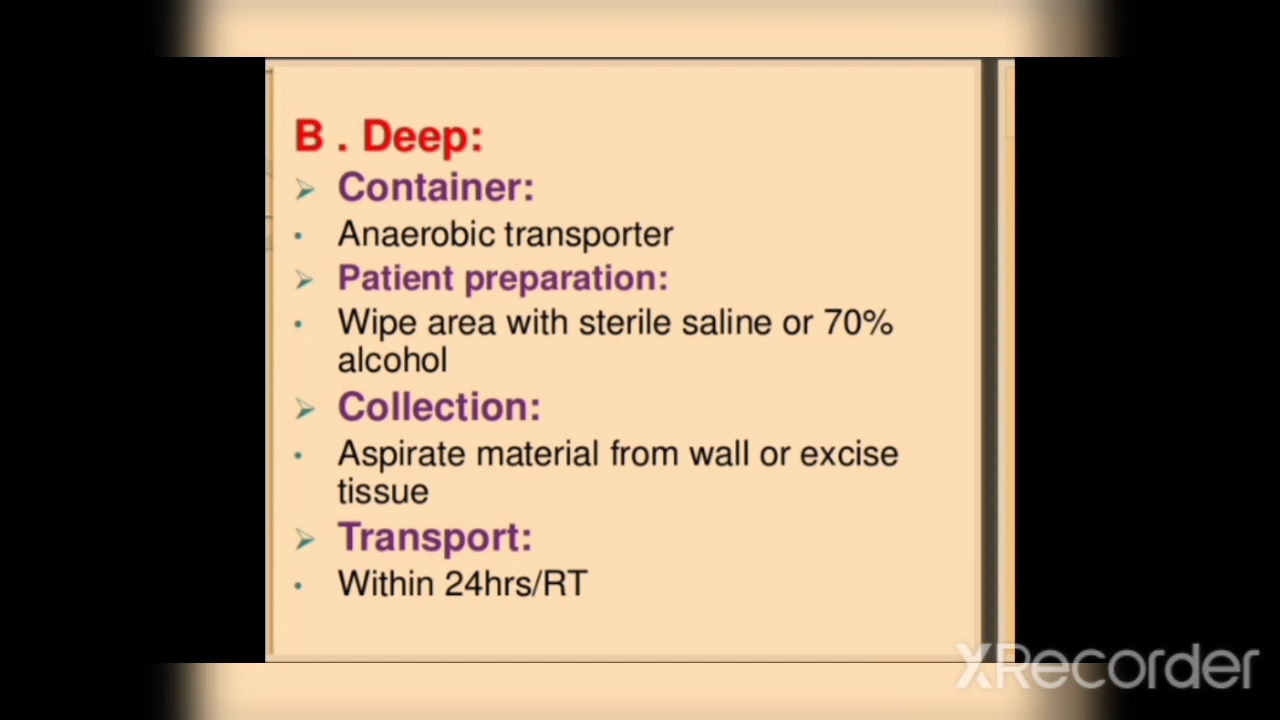 B . Deep:
➢ Container:
• Anaerobic transporter
➢ Patient preparation:
• Wipe area with sterile saline or 70%
alcohol
➢ Collection:
• Aspirate material from wall or excise
tissue
➢ Transport:
• Within 24hrs/RT
XRecorder